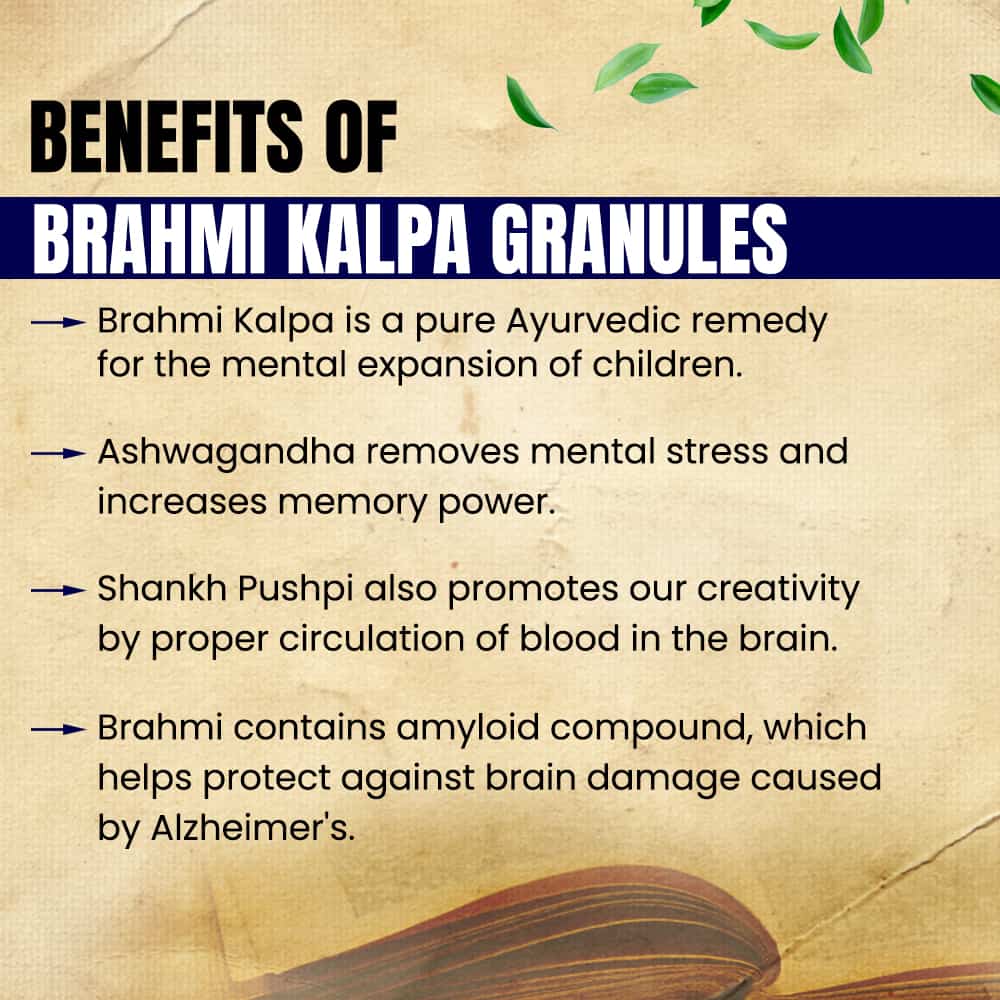 BENEFITS OF
BRAHMI KALPA GRANULES
Brahmi Kalpa is a pure Ayurvedic remedy
for the mental expansion of children.
Ashwagandha removes mental stress and
increases memory power.
Shankh Pushpi also promotes our creativity
by proper circulation of blood in the brain.
Brahmi contains amyloid compound, which
helps protect against brain damage caused
by Alzheimer's.